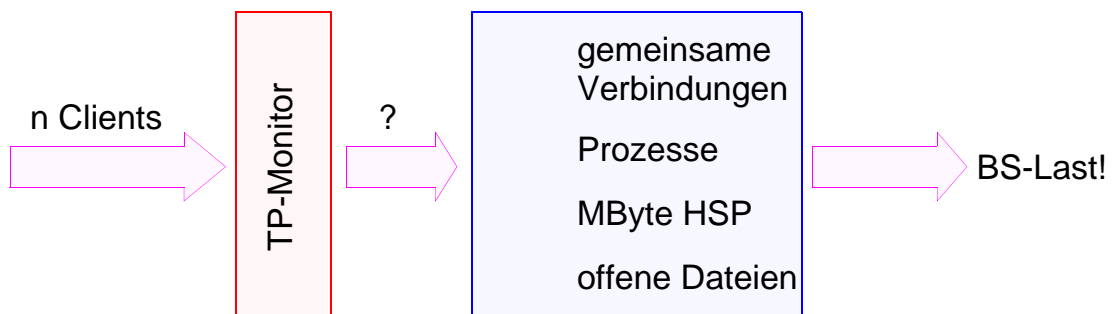 n Clients
TP-Monitor
?
gemeinsame
Verbindungen
Prozesse
MByte HSP
offene Dateien
BS-Last!